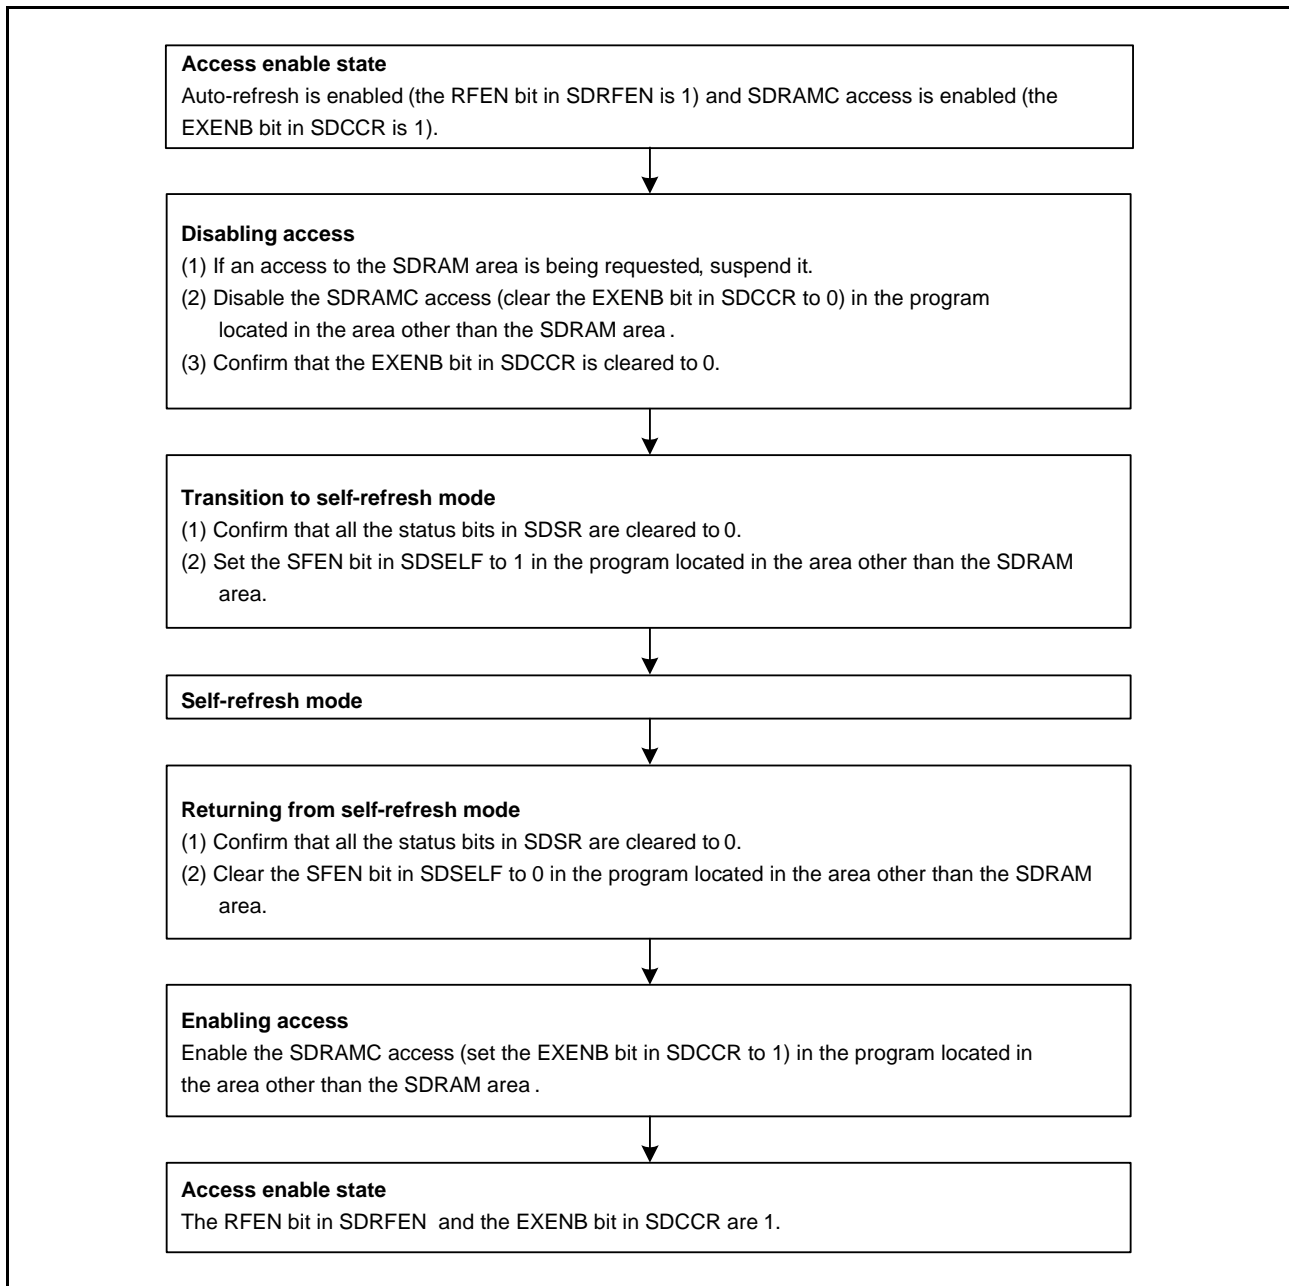 Access enable state
Auto-refresh is enabled (the RFEN bit in SDRFEN is 1) and SDRAMC access is enabled (the
EXENB bit in SDCCR is 1).
Disabling access
(1) If an access to the SDRAM area is being requested, suspend it.
(2) Disable the SDRAMC access (clear the EXENB bit in SDCCR to 0) in the program
located in the area other than the SDRAM area.
(3) Confirm that the EXENB bit in SDCCR is cleared to 0.
Transition to self-refresh mode
(1) Confirm that all the status bits in SDSR are cleared to 0.
(2) Set the SFEN bit in SDSELF to 1 in the program located in the area other than the SDRAM
area.
Self-refresh mode
Returning from self-refresh mode
(1) Confirm that all the status bits in SDSR are cleared to 0.
(2) Clear the SFEN bit in SDSELF to 0 in the program located in the area other than the SDRAM
area.
Enabling access
Enable the SDRAMC access (set the EXENB bit in SDCCR to 1) in the program located in
the area other than the SDRAM area.
Access enable state
The RFEN bit in SDRFEN and the EXENB bit in SDCCR are 1.